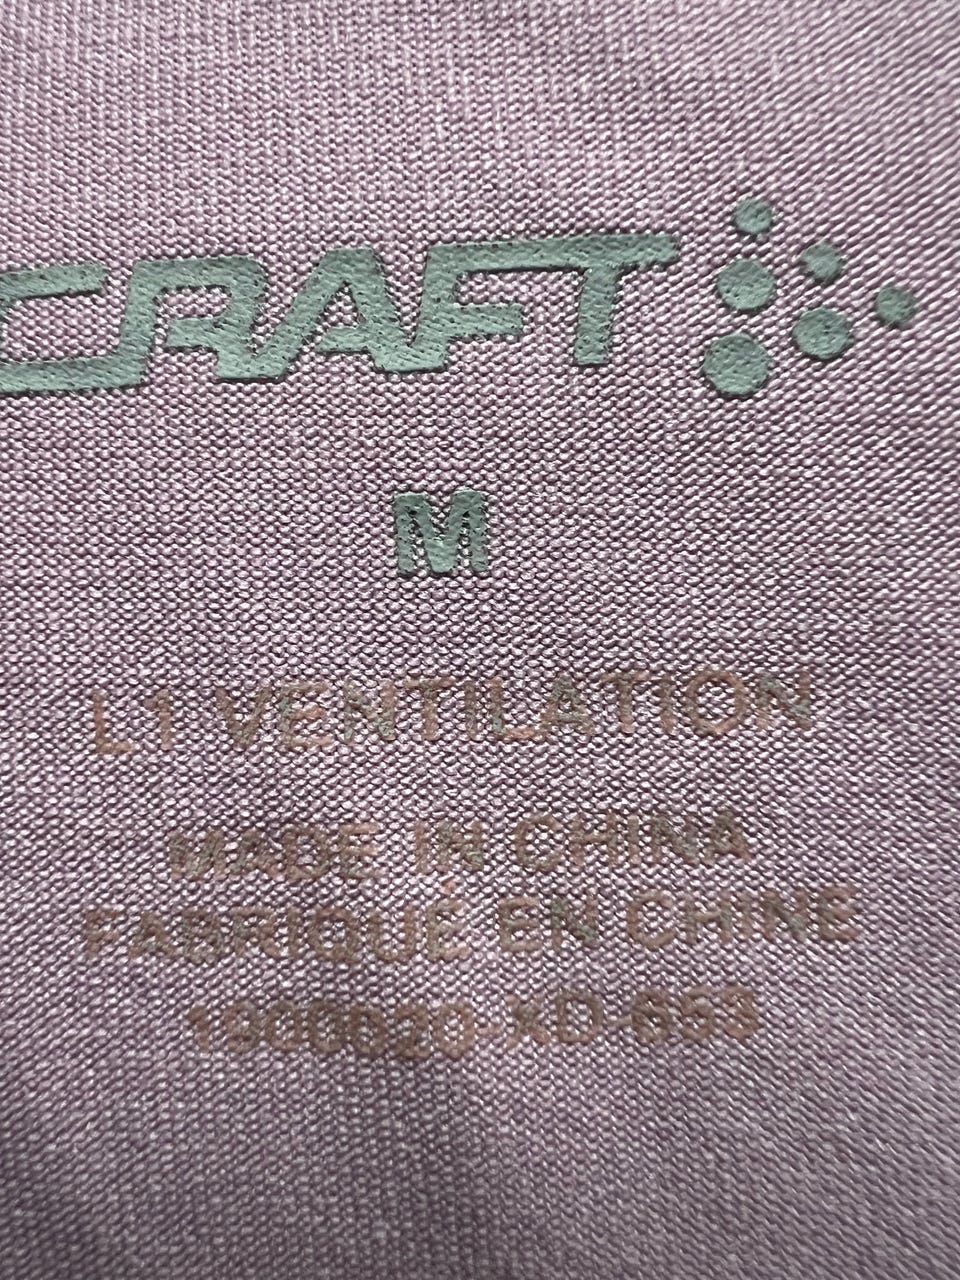 CRAFT
M
L1 VENTILATION
MADE IN CHINA
FABRIQUÉ EN CHINE
1900020-XD-653